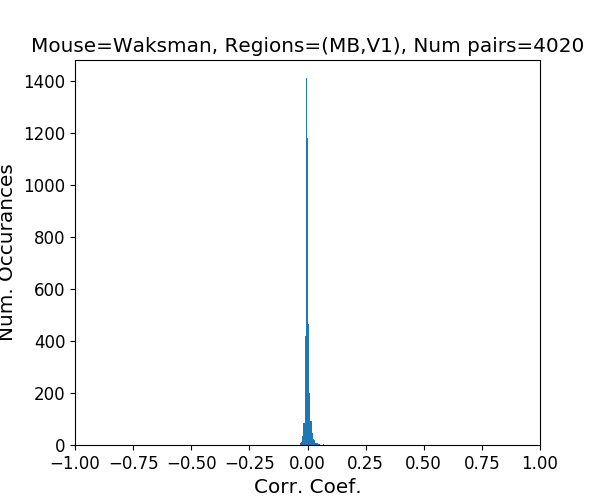 Mouse=Waksman, Regions=(MB,V1), Num pairs=4020
1400
1200
1000
800
600
400
200
0
Num. Occurances
−1.00 −0.75 −0.50 −0.25 0.00 0.25 0.50 0.75 1.00
Corr. Coef.